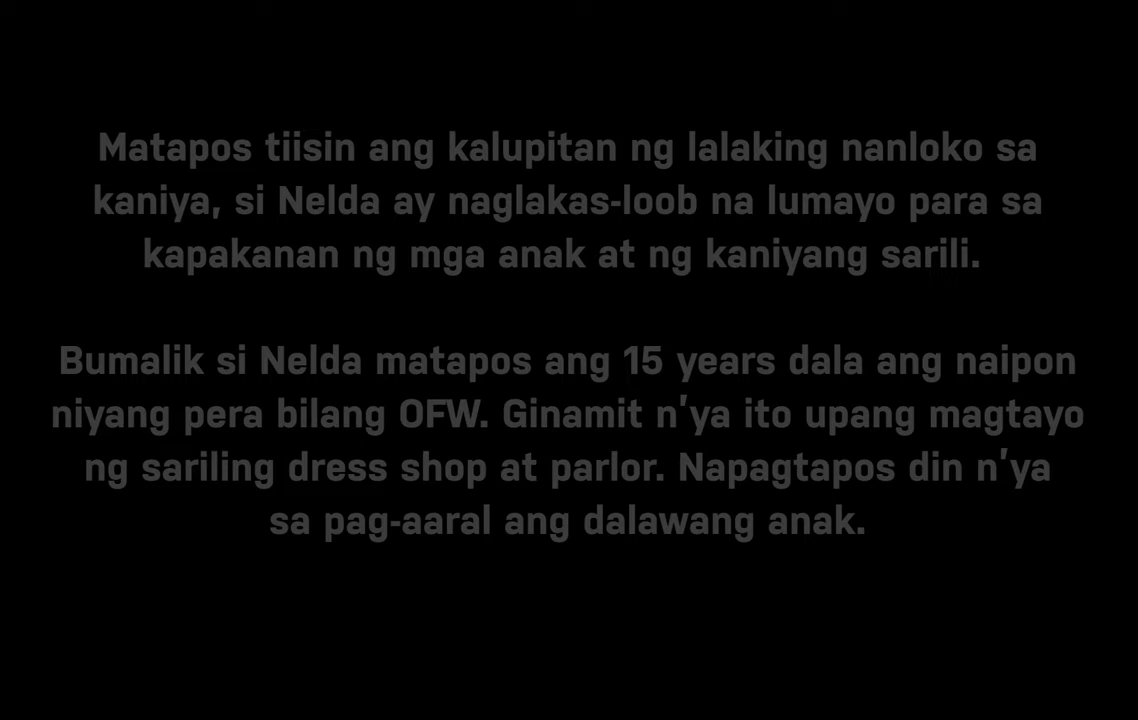 Matapos tiisin ang kalupitan ng lalaking nanloko sa
kaniya, si Nelda ay naglakas-loob na lumayo para sa
kapakanan ng mga anak at ng kaniyang sarili.
Bumalik si Nelda matapos ang 15 years dala ang naipon
niyang pera bilang OFW. Ginamit n'ya ito upang magtayo
ng sariling dress shop at parlor. Napagtapos din n'ya
sa pag-aaral ang dalawang anak.